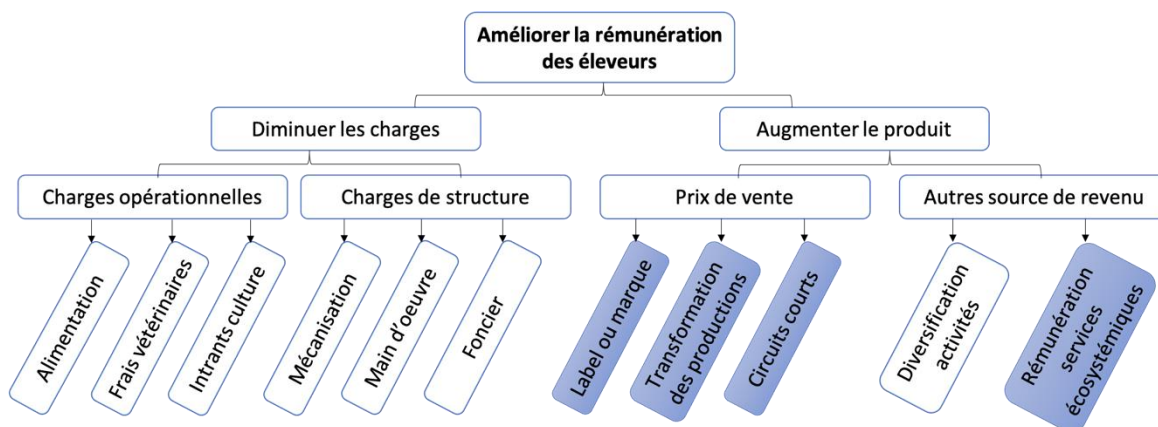 Améliorer la rémunération
des éleveurs
Diminuer les charges
Augmenter le produit
Charges opérationnelles
Charges de structure
Prix de vente
Autres source de revenu
Alimentation
Frais vétérinaires
Intrants culture
Mécanisation
Main d'oeuvre
Foncier
Label ou marque
Transformation
des productions
Circuits courts
Diversification
activités
Rémunération
services
écosystémiques